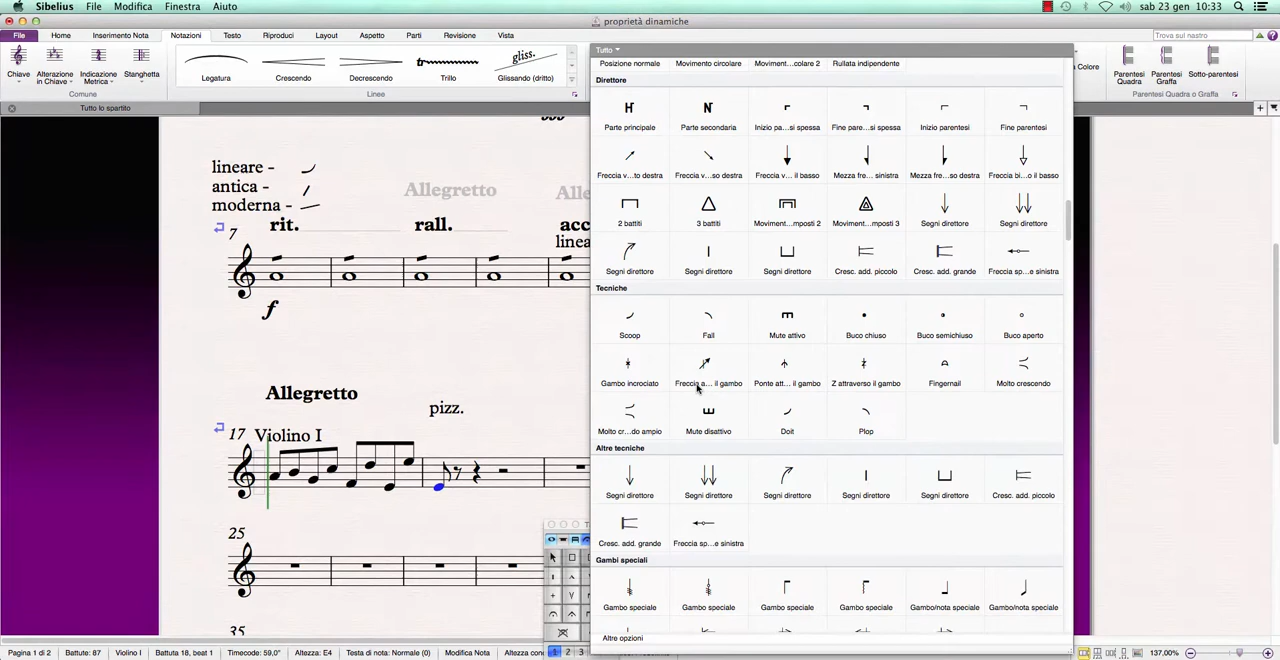 Sibelius File Modifica Finestra Aiuto sab 23 gen 10:33
proprietà dinamiche
File Home Inserimento Nota Notazioni Testo Riproduci Layout Aspetto Parti Revisione Vista Trova sul nastro
Chiave Alterazione in Chiave Indicazione Metrica Stanghetta
Comune
Legatura Crescendo Decrescendo Trillo Glissando (dritto)
tr gliss.
Linee
Tutto
a Colore
Parentesi Quadra Parentesi Graffa Sotto-parentesi
Parentesi Quadra o Graffa
Tutto lo spartito
Posizione normale Movimento circolare Moviment...colare 2 Rullata indipendente
Direttore
Parte principale Parte secondaria Inizio pa...si spessa Fine pare...si spessa Inizio parentesi Fine parentesi
Freccia v...to destra Freccia v...so destra Freccia v... il basso Mezza fre... sinistra Mezza fre...so destra Freccia bi...o il basso
2 battiti 3 battiti Moviment...mposti 2 Moviment...mposti 3 Segni direttore Segni direttore
Segni direttore Segni direttore Segni direttore Cresc. add. piccolo Cresc. add. grande Freccia sp...e sinistra
Tecniche
Scoop Fall Mute attivo Buco chiuso Buco semichiuso Buco aperto
Gambo incrociato Freccia a... il gambo Ponte att... il gambo Z attraverso il gambo Fingernail Molto crescendo
Molto cr...do ampio Mute disattivo Doit Plop
Altre tecniche
Segni direttore Segni direttore Segni direttore Segni direttore Segni direttore Cresc. add. piccolo
Cresc. add. grande Freccia sp...e sinistra
Gambi speciali
Gambo speciale Gambo speciale Gambo speciale Gambo speciale Gambo/nota speciale Gambo/nota speciale
Altre opzioni
lineare -
antica -
moderna -
Allegretto Alle
7 rit. rall. acc
linea
f
Allegretto
pizz.
17 Violino I
25
35
1 2 3
Pagina 1 di 2 Battute: 87 Violino I Battuta 18, beat 1 Timecode: 59,0" Altezza: E4 Testa di nota: Normale (0) Modifica Nota Altezza con 137,00%